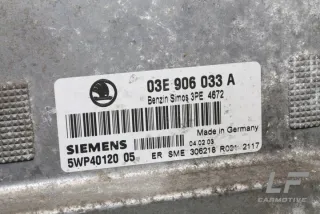 03E 906 033 A
Benzin Simos 3PE 4672
SIEMENS
04.02.03
Made in Germany
5WP40120 05
ER SME 306218 R001 2117
LF
CARMOTIVE